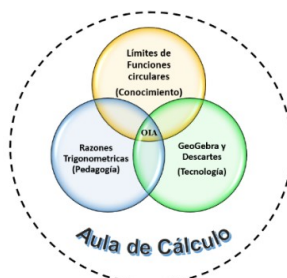 Límites de
Funciones
circulares
(Conocimiento)
OIA
Razones
Trigonometricas
(Pedagogía)
GeoGebra y
Descartes
(Tecnología)
Aula de Cálculo